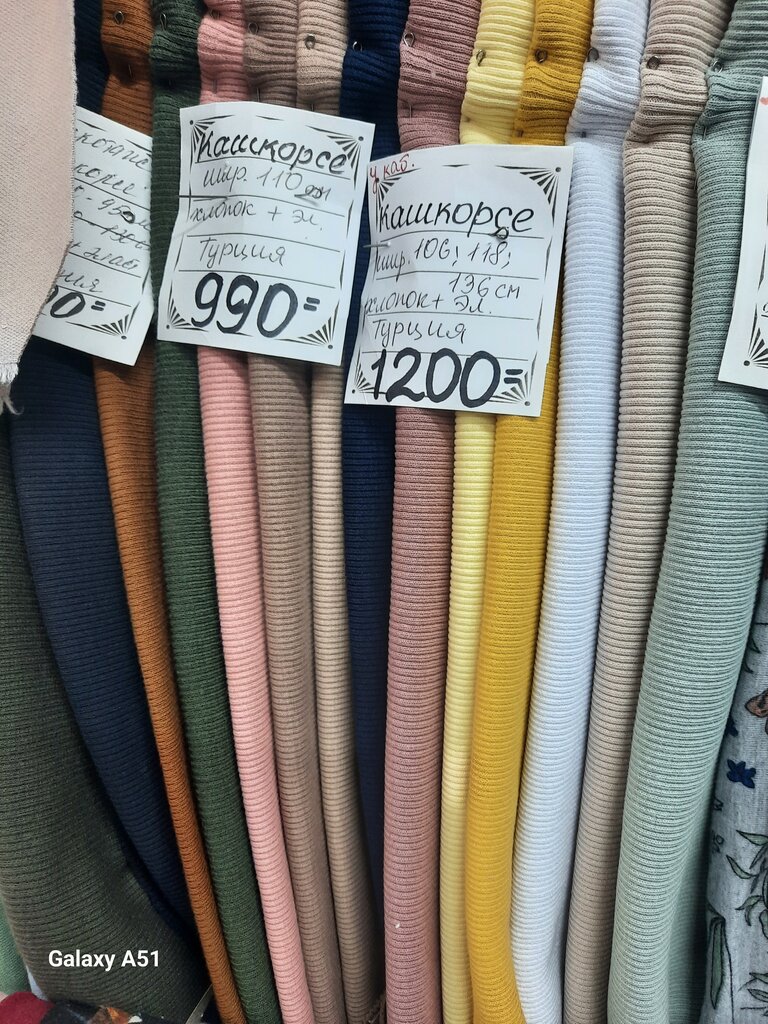 90=
Кашкорсе
шир. 110 см
хлопок + эл.
Турция
990=
у каб.
Кашкорсе
шир. 106; 118;
136 см
хлопок + эл.
Турция
1200=
Galaxy A51